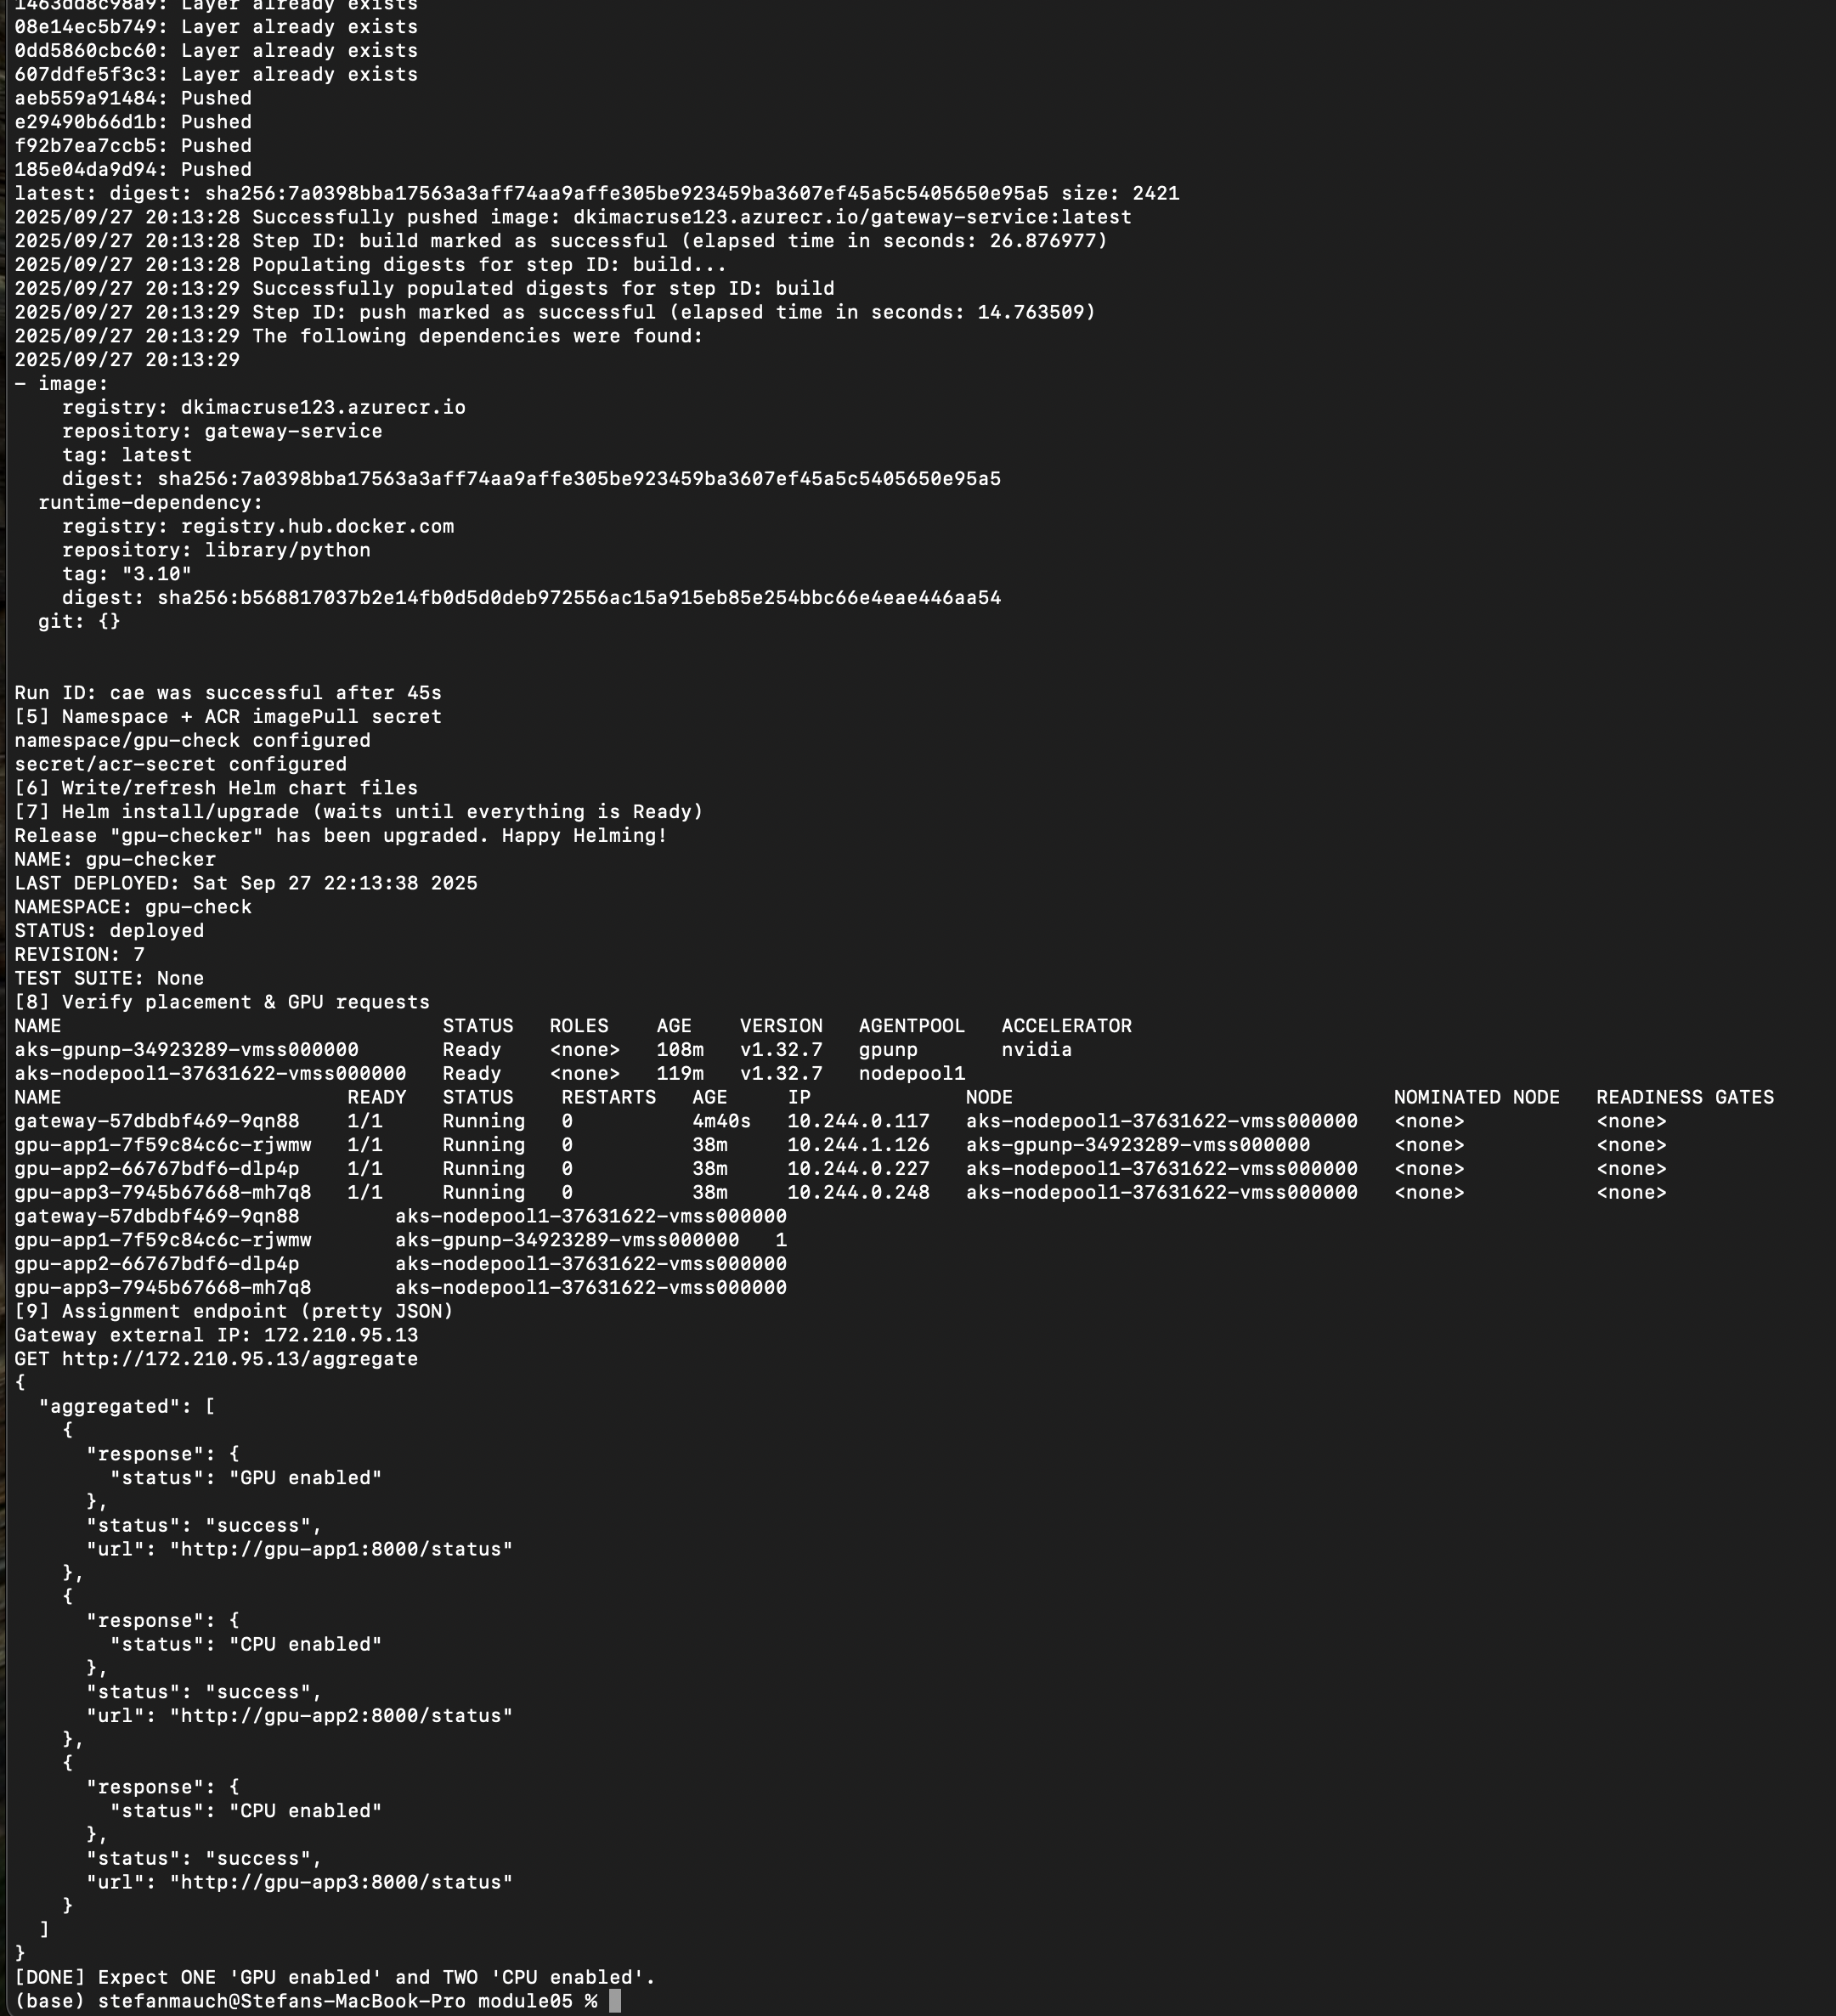 1463dd8c98a9: Layer already exists
08e14ec5b749: Layer already exists
0dd5860cbc60: Layer already exists
607ddfe5f3c3: Layer already exists
aeb559a91484: Pushed
e29490b66d1b: Pushed
f92b7ea7ccb5: Pushed
185e04da9d94: Pushed
latest: digest: sha256:7a0398bba17563a3aff74aa9affe305be923459ba3607ef45a5c5405650e95a5 size: 2421
2025/09/27 20:13:28 Successfully pushed image: dkimacruse123.azurecr.io/gateway-service:latest
2025/09/27 20:13:28 Step ID: build marked as successful (elapsed time in seconds: 26.876977)
2025/09/27 20:13:28 Populating digests for step ID: build...
2025/09/27 20:13:29 Successfully populated digests for step ID: build
2025/09/27 20:13:29 Step ID: push marked as successful (elapsed time in seconds: 14.763509)
2025/09/27 20:13:29 The following dependencies were found:
2025/09/27 20:13:29
- image:
    registry: dkimacruse123.azurecr.io
    repository: gateway-service
    tag: latest
    digest: sha256:7a0398bba17563a3aff74aa9affe305be923459ba3607ef45a5c5405650e95a5
  runtime-dependency:
    registry: registry.hub.docker.com
    repository: library/python
    tag: "3.10"
    digest: sha256:b568817037b2e14fb0d5d0deb972556ac15a915eb85e254bbc66e4eae446aa54
  git: {}
Run ID: cae was successful after 45s
[5] Namespace + ACR imagePull secret
namespace/gpu-check configured
secret/acr-secret configured
[6] Write/refresh Helm chart files
[7] Helm install/upgrade (waits until everything is Ready)
Release "gpu-checker" has been upgraded. Happy Helming!
NAME: gpu-checker
LAST DEPLOYED: Sat Sep 27 22:13:38 2025
NAMESPACE: gpu-check
STATUS: deployed
REVISION: 7
TEST SUITE: None
[8] Verify placement & GPU requests
NAME                                STATUS   ROLES    AGE    VERSION   AGENTPOOL   ACCELERATOR
aks-gpunp-34923289-vmss000000       Ready    <none>   108m   v1.32.7   gpunp       nvidia
aks-nodepool1-37631622-vmss000000   Ready    <none>   119m   v1.32.7   nodepool1
NAME                        READY   STATUS    RESTARTS   AGE     IP             NODE                                NOMINATED NODE   READINESS GATES
gateway-57dbdbf469-9qn88    1/1     Running   0          4m40s   10.244.0.117   aks-nodepool1-37631622-vmss000000   <none>           <none>
gpu-app1-7f59c84c6c-rjwmw   1/1     Running   0          38m     10.244.1.126   aks-gpunp-34923289-vmss000000       <none>           <none>
gpu-app2-66767bdf6-dlp4p    1/1     Running   0          38m     10.244.0.227   aks-nodepool1-37631622-vmss000000   <none>           <none>
gpu-app3-7945b67668-mh7q8   1/1     Running   0          38m     10.244.0.248   aks-nodepool1-37631622-vmss000000   <none>           <none>
gateway-57dbdbf469-9qn88        aks-nodepool1-37631622-vmss000000
gpu-app1-7f59c84c6c-rjwmw       aks-gpunp-34923289-vmss000000   1
gpu-app2-66767bdf6-dlp4p        aks-nodepool1-37631622-vmss000000
gpu-app3-7945b67668-mh7q8       aks-nodepool1-37631622-vmss000000
[9] Assignment endpoint (pretty JSON)
Gateway external IP: 172.210.95.13
GET http://172.210.95.13/aggregate
{
  "aggregated": [
    {
      "response": {
        "status": "GPU enabled"
      },
      "status": "success",
      "url": "http://gpu-app1:8000/status"
    },
    {
      "response": {
        "status": "CPU enabled"
      },
      "status": "success",
      "url": "http://gpu-app2:8000/status"
    },
    {
      "response": {
        "status": "CPU enabled"
      },
      "status": "success",
      "url": "http://gpu-app3:8000/status"
    }
  ]
}
[DONE] Expect ONE 'GPU enabled' and TWO 'CPU enabled'.
(base) stefanmauch@Stefans-MacBook-Pro module05 %